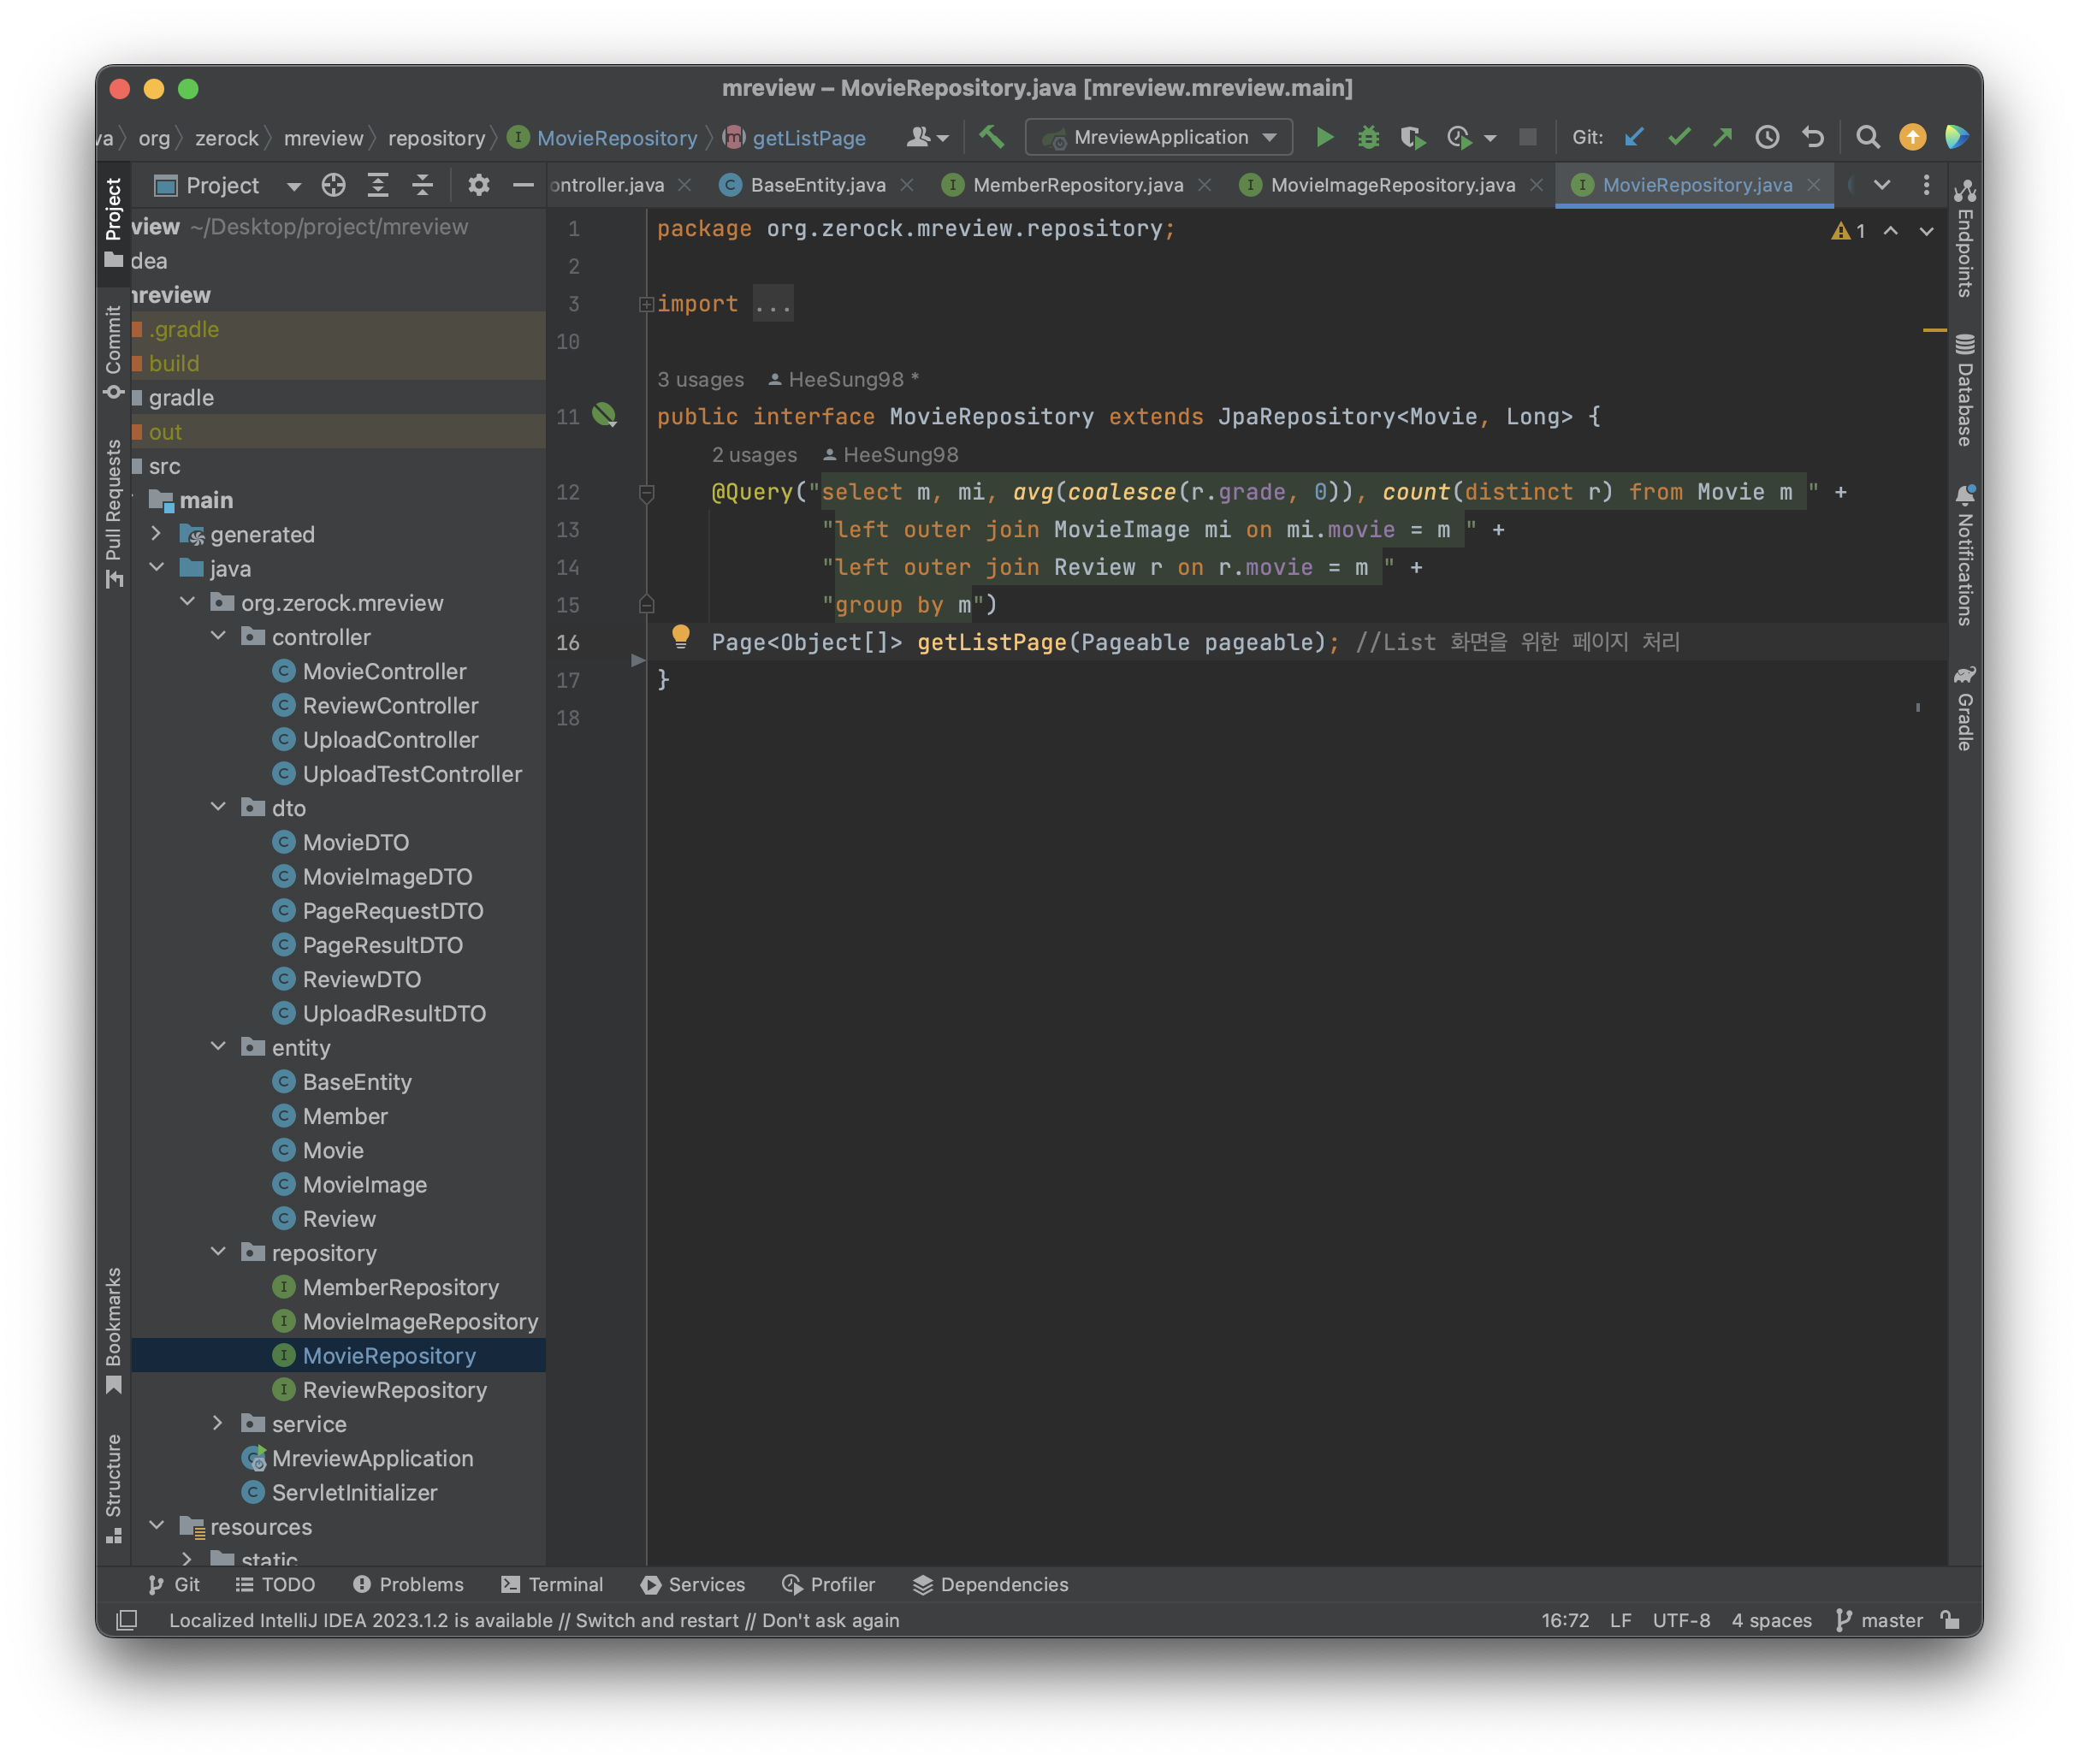 mreview – MovieRepository.java [mreview.mreview.main]
va org zerock mreview repository MovieRepository getListPage MreviewApplication Git:
Project ontroller.java BaseEntity.java MemberRepository.java MovieImageRepository.java MovieRepository.java
view ~/Desktop/project/mreview
dea
mreview
.gradle
build
gradle
out
src
main
generated
java
org.zerock.mreview
controller
MovieController
ReviewController
UploadController
UploadTestController
dto
MovieDTO
MovieImageDTO
PageRequestDTO
PageResultDTO
ReviewDTO
UploadResultDTO
entity
BaseEntity
Member
Movie
MovieImage
Review
repository
MemberRepository
MovieImageRepository
MovieRepository
ReviewRepository
service
MreviewApplication
ServletInitializer
resources
static
Project
Commit
Pull Requests
Bookmarks
Structure
1 package org.zerock.mreview.repository;
2
3 import ...
10
3 usages HeeSung98 *
11 public interface MovieRepository extends JpaRepository<Movie, Long> {
2 usages HeeSung98
12 @Query("select m, mi, avg(coalesce(r.grade, 0)), count(distinct r) from Movie m " +
13 "left outer join MovieImage mi on mi.movie = m " +
14 "left outer join Review r on r.movie = m " +
15 "group by m")
16 Page<Object[]> getListPage(Pageable pageable); //List 화면을 위한 페이지 처리
17 }
18
1
Endpoints
Database
Notifications
Gradle
Git TODO Problems Terminal Services Profiler Dependencies
Localized IntelliJ IDEA 2023.1.2 is available // Switch and restart // Don't ask again 16:72 LF UTF-8 4 spaces master